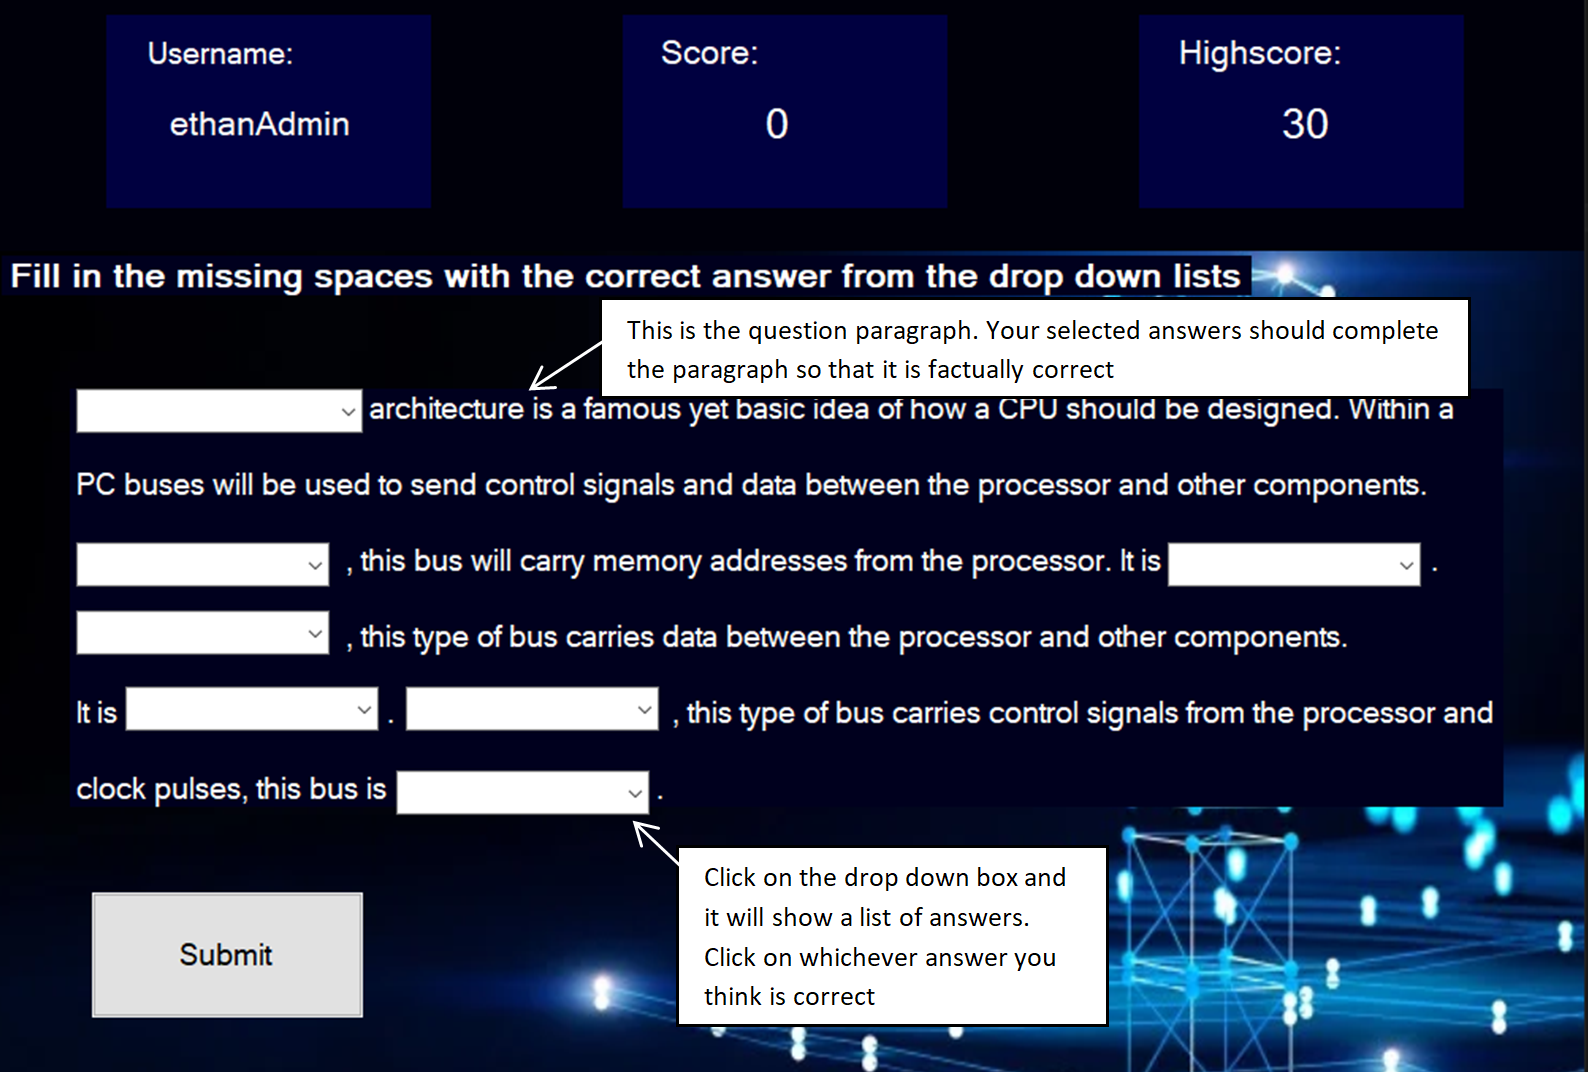 Username:
ethanAdmin
Score:
0
Highscore:
30
Fill in the missing spaces with the correct answer from the drop down lists
This is the question paragraph. Your selected answers should complete
the paragraph so that it is factually correct
architecture is a famous yet basic idea of how a CPU should be designed. Within a
PC buses will be used to send control signals and data between the processor and other components.
, this bus will carry memory addresses from the processor. It is .
, this type of bus carries data between the processor and other components.
It is . , this type of bus carries control signals from the processor and
clock pulses, this bus is .
Click on the drop down box and
it will show a list of answers.
Click on whichever answer you
think is correct
Submit